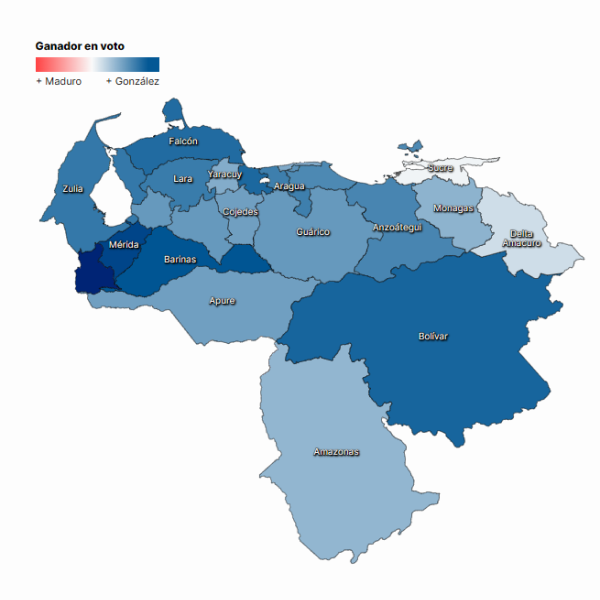 Ganador en voto
+ Maduro + González
Falcón
Zulia
Lara
Yaracuy
Aragua
Sucre
Cojedes
Monagas
Guárico
Anzoátegui
Delta
Amacuro
Mérida
Barinas
Apure
Bolívar
Amazonas